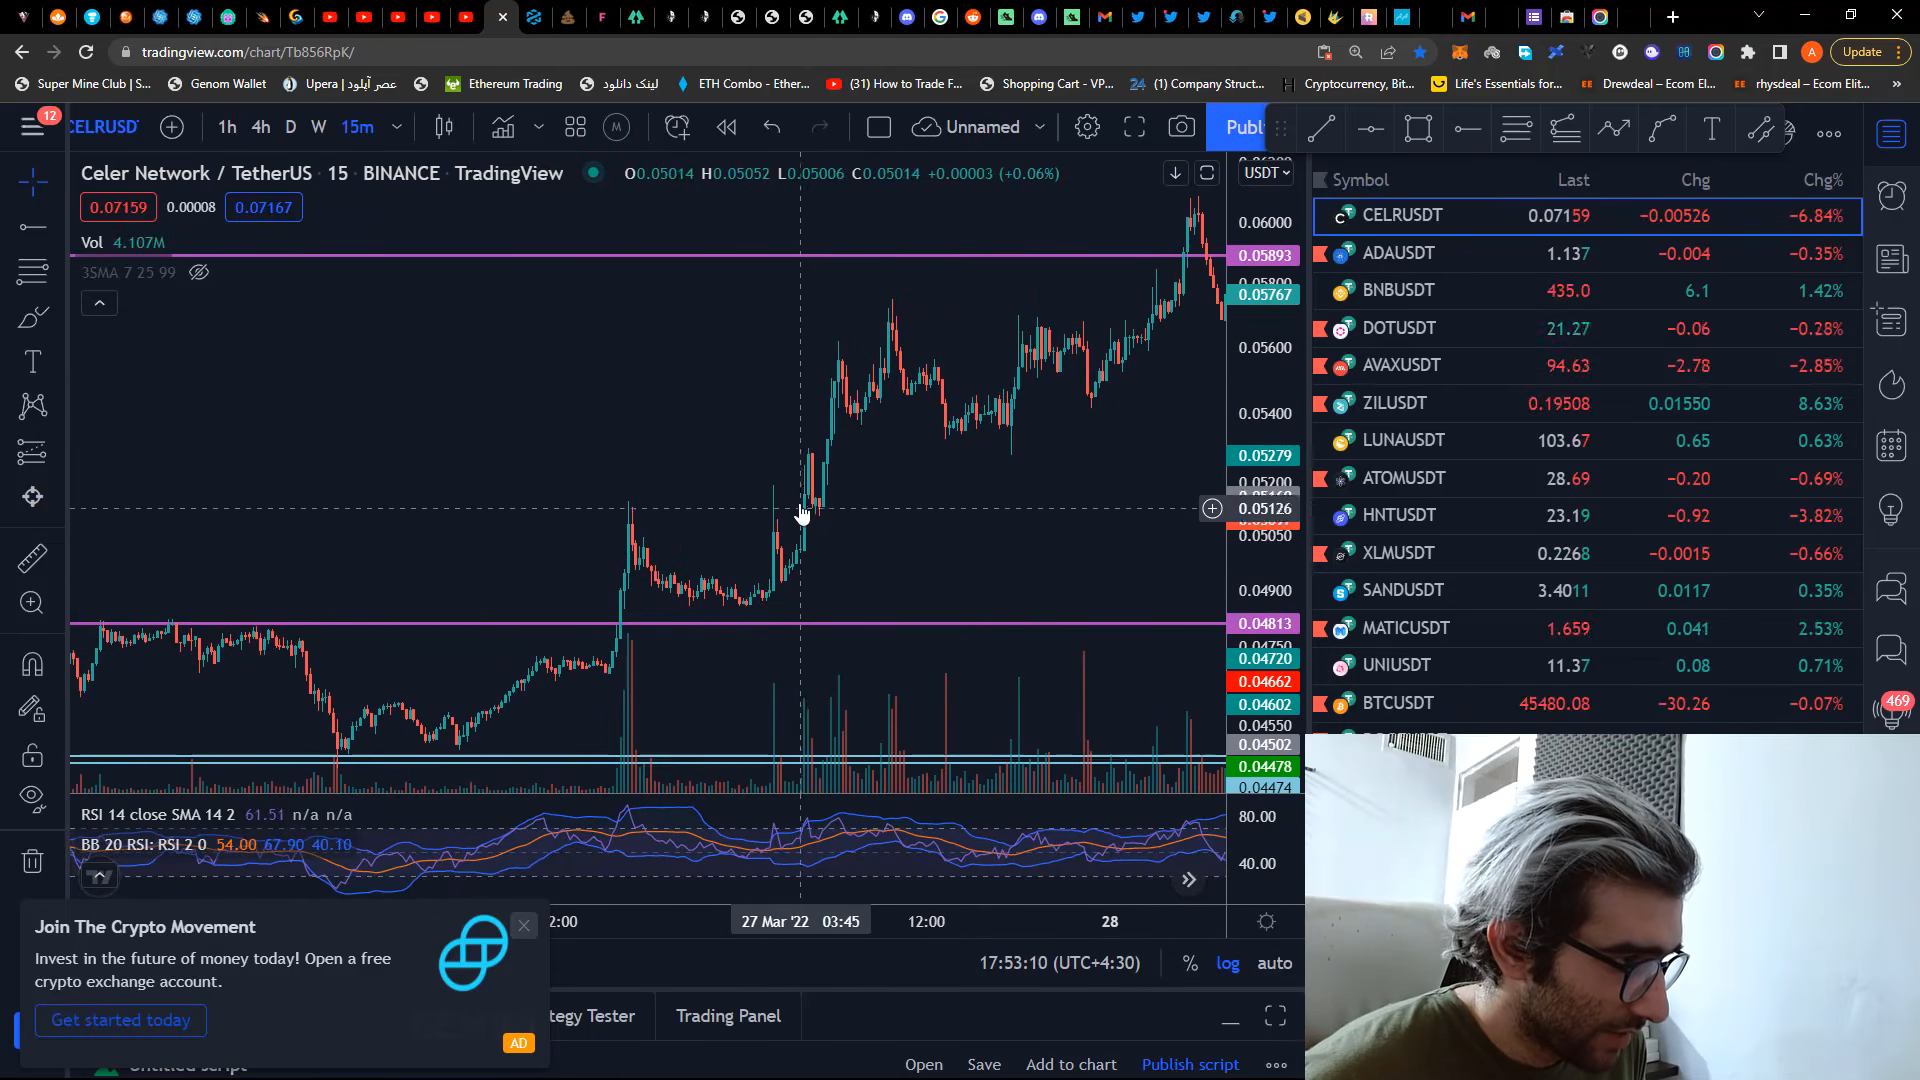 tradingview.com/chart/Tb856RpK/
Update
Super Mine Club | S...
Genom Wallet
Upera | عصر آپلود
Ethereum Trading
لینک دانلود
ETH Combo - Ether...
(31) How to Trade F...
Shopping Cart - VP...
(1) Company Struct...
Cryptocurrency, Bit...
Life's Essentials for...
Drewdeal – Ecom El...
rhysdeal – Ecom Elit...
12
CELRUSD
1h 4h D W 15m
Unnamed
Publ
Celer Network / TetherUS · 15 · BINANCE · TradingView
O0.05014 H0.05052 L0.05006 C0.05014 +0.00003 (+0.06%)
USDT
0.07159 0.00008 0.07167
Vol 4.107M
3SMA 7 25 99
0.06000
0.05893
0.05800
0.05767
0.05600
0.05400
0.05279
0.05200
0.05126
0.05050
0.04900
0.04813
0.04750
0.04720
0.04662
0.04602
0.04550
0.04502
0.04478
0.04474
RSI 14 close SMA 14 2 61.51 n/a n/a
BB 20 RSI: RSI 2 0 54.00 67.90 40.10
80.00
40.00
27 Mar '22 03:45
12:00
28
17:53:10 (UTC+4:30)
%
log
auto
Trading Panel
Open
Save
Add to chart
Publish script
Join The Crypto Movement
Invest in the future of money today! Open a free
crypto exchange account.
Get started today
AD
Symbol Last Chg Chg%
CELRUSDT 0.07159 −0.00526 −6.84%
ADAUSDT 1.137 −0.004 −0.35%
BNBUSDT 435.0 6.1 1.42%
DOTUSDT 21.27 −0.06 −0.28%
AVAXUSDT 94.63 −2.78 −2.85%
ZILUSDT 0.19508 0.01550 8.63%
LUNAUSDT 103.67 0.65 0.63%
ATOMUSDT 28.69 −0.20 −0.69%
HNTUSDT 23.19 −0.92 −3.82%
XLMUSDT 0.2268 −0.0015 −0.66%
SANDUSDT 3.4011 0.0117 0.35%
MATICUSDT 1.659 0.041 2.53%
UNIUSDT 11.37 0.08 0.71%
BTCUSDT 45480.08 −30.26 −0.07%
469